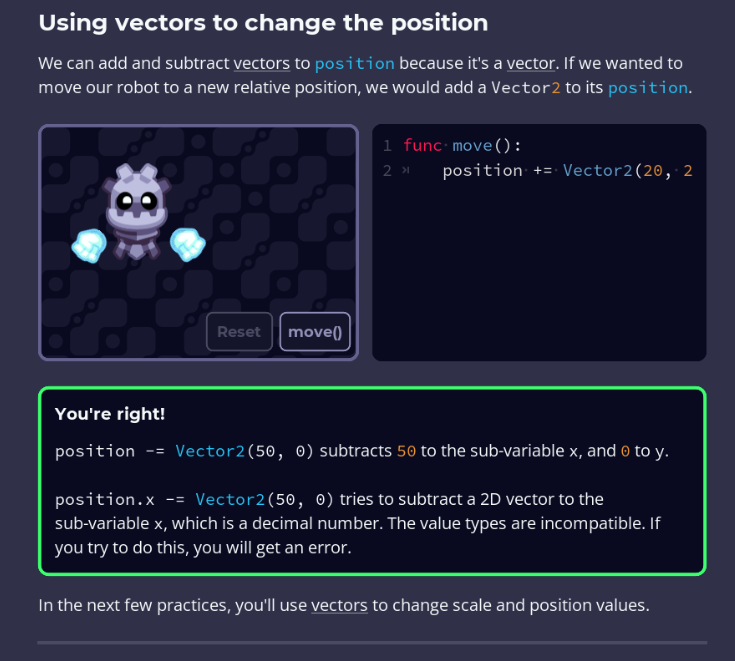 Using vectors to change the position
We can add and subtract vectors to position because it's a vector. If we wanted to
move our robot to a new relative position, we would add a Vector2 to its position.
Reset
move()
1 func move():
2 position += Vector2(20, 2
You're right!
position -= Vector2(50, 0) subtracts 50 to the sub-variable x, and 0 to y.
position.x -= Vector2(50, 0) tries to subtract a 2D vector to the
sub-variable x, which is a decimal number. The value types are incompatible. If
you try to do this, you will get an error.
In the next few practices, you'll use vectors to change scale and position values.